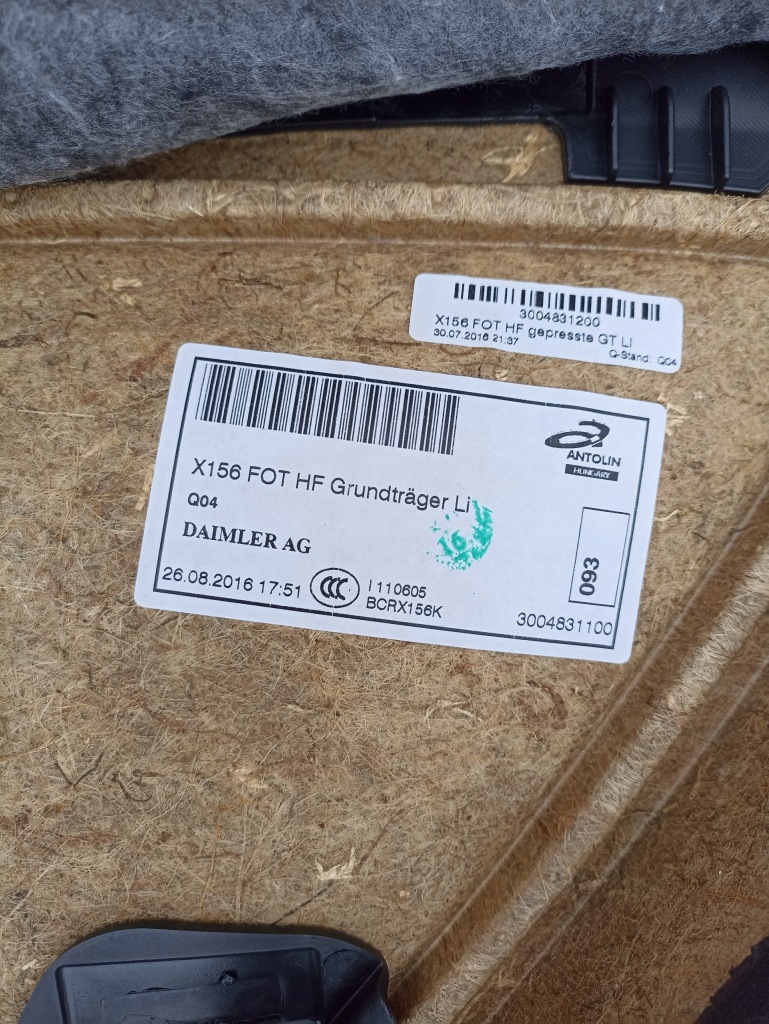 3004831200
X156 FOT HF gepresste GT LI
30.07.2016 21:37
Q-Stand: Q04
ANTOLIN
HUNGARY
X156 FOT HF Grundträger Li
Q04
DAIMLER AG
26.08.2016 17:51
CCC
I 110605
BCRX156K
093
3004831100